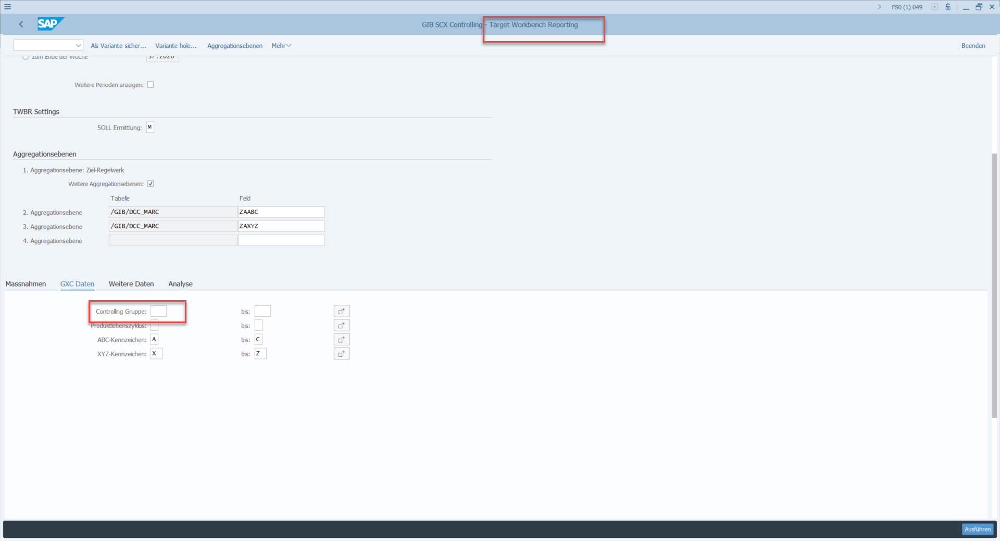 FS0 (1) 049
SAP
GIB SCX Controlling - Target Workbench Reporting
Als Variante sicher... Variante hole... Aggregationsebenen Mehr Beenden
zum Ende der Woche 37.2020
Weitere Perioden anzeigen:
TWBR Settings
SOLL Ermittlung: M
Aggregationsebenen
1. Aggregationsebene: Ziel-Regelwerk
Weitere Aggregationsebenen:
Tabelle Feld
2. Aggregationsebene /GIB/DCC_MARC ZAABC
3. Aggregationsebene /GIB/DCC_MARC ZAXYZ
4. Aggregationsebene
Massnahmen GXC Daten Weitere Daten Analyse
Controlling Gruppe: bis:
Produktlebenszyklus: bis:
ABC-Kennzeichen: A bis: C
XYZ-Kennzeichen: X bis: Z
Ausführen